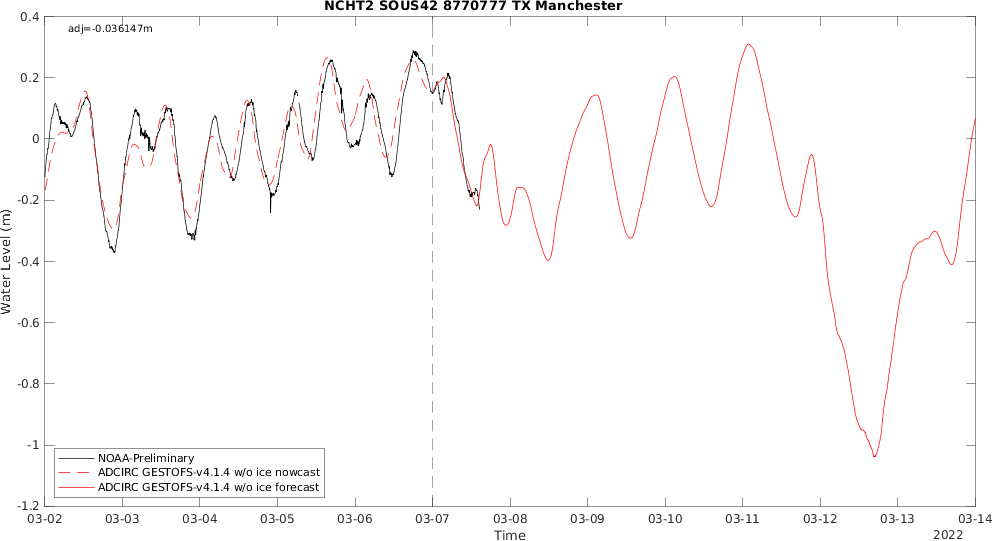 NCHT2 SOUS42 8770777 TX Manchester
adj=-0.036147m
0.4
0.2
0
-0.2
-0.4
-0.6
-0.8
-1
-1.2
Water Level (m)
NOAA-Preliminary
ADCIRC GESTOFS-v4.1.4 w/o ice nowcast
ADCIRC GESTOFS-v4.1.4 w/o ice forecast
03-02 03-03 03-04 03-05 03-06 03-07 03-08 03-09 03-10 03-11 03-12 03-13 03-14
Time
2022